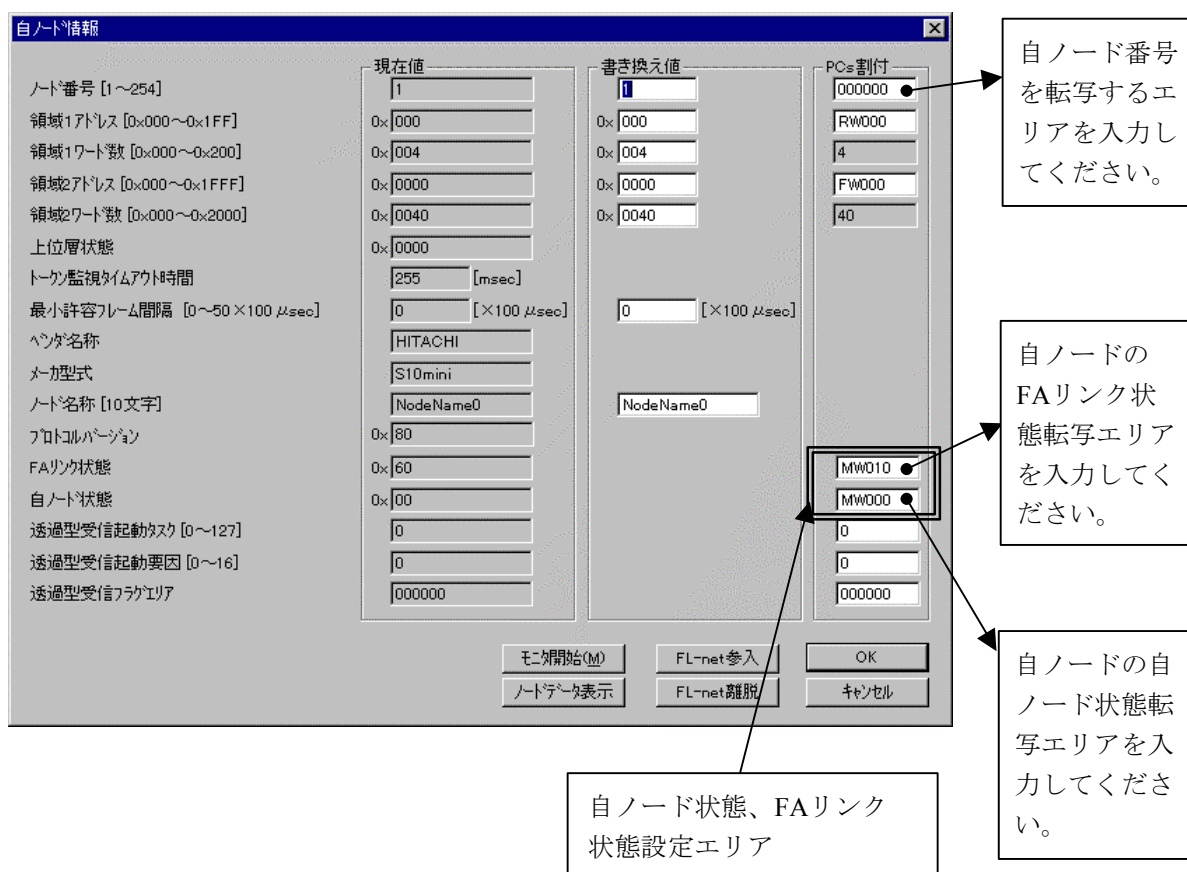 自ノード情報
現在値 書き換え値 PCs割付
ノード番号 [1～254] 1 1 000000
領域1アドレス [0x000～0x1FF] 0x 000 0x 000 RW000
領域1ワード数 [0x000～0x200] 0x 004 0x 004 4
領域2アドレス [0x000～0x1FFF] 0x 0000 0x 0000 FW000
領域2ワード数 [0x000～0x2000] 0x 0040 0x 0040 40
上位層状態 0x 0000
トークン監視タイムアウト時間 255 [msec]
最小許容フレーム間隔 [0～50×100μsec] 0 [×100μsec] 0 [×100μsec]
ベンダ名称 HITACHI
メーカ型式 S10mini
ノード名称 [10文字] NodeName0 NodeName0
プロトコルバージョン 0x 80
FAリンク状態 0x 60 MW010
自ノード状態 0x 00 MW000
透過型受信起動タスク [0～127] 0 0
透過型受信起動要因 [0～16] 0 0
透過型受信フラグエリア 000000 000000
モニタ開始(M) FL-net参入 OK
ノードデータ表示 FL-net離脱 キャンセル
自ノード番号
を転写するエ
リアを入力し
てください。
自ノードの
FAリンク状
態転写エリア
を入力してく
ださい。
自ノードの自
ノード状態転
写エリアを入
力してくださ
い。
自ノード状態、FAリンク
状態設定エリア